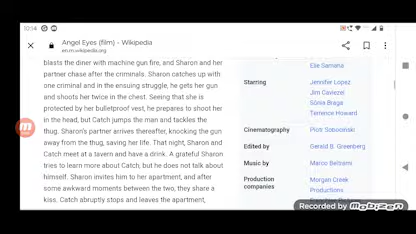 02:54
Angel Eyes (film) - Wikipedia
en.m.wikipedia.org
blasts the diner with machine gun fire, and Sharon and her
partner chase after the criminals. Sharon catches up with
one criminal and in the ensuing struggle, he gets her gun
and shoots her twice in the chest. Seeing that she is
protected by her bulletproof vest, he prepares to shoot her
in the head, but Catch jumps the man and tackles the
thug. Sharon's partner arrives thereafter, knocking the gun
away from the thug, saving her life. That night, Sharon and
Catch meet at a tavern and have a drink. A grateful Sharon
tries to learn more about Catch, but he does not talk about
himself. Sharon invites him to her apartment, and after
some awkward moments between the two, they share a
kiss. Catch abruptly stops and leaves the apartment,
Elie Samaha
Starring
Jennifer Lopez
Jim Caviezel
Sônia Braga
Terrence Howard
Cinematography
Piotr Sobociński
Edited by
Gerald B. Greenberg
Music by
Marco Beltrami
Production
companies
Morgan Creek
Productions
Recorded by
mobizen